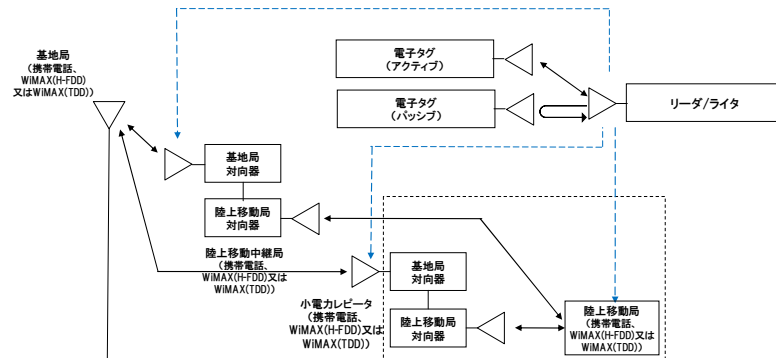 基地局
(携帯電話、
WiMAX(H-FDD)
又はWiMAX(TDD))
電子タグ
(アクティブ)
電子タグ
(パッシブ)
リーダ/ライタ
基地局
対向器
陸上移動局
対向器
陸上移動中継局
(携帯電話、
WiMAX(H-FDD)又は
WiMAX(TDD))
基地局
対向器
小電力レピータ
(携帯電話、
WiMAX(H-FDD)又は
WiMAX(TDD))
陸上移動局
対向器
陸上移動局
(携帯電話、
WiMAX(H-FDD)又は
WiMAX(TDD))